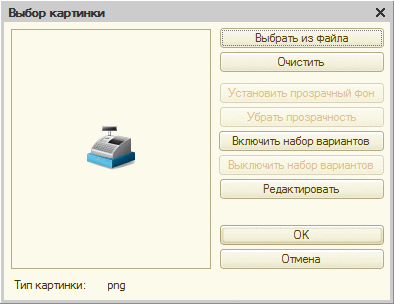 Выбор картинки
Выбрать из файла
Очистить
Установить прозрачный фон
Убрать прозрачность
Включить набор вариантов
Выключить набор вариантов
Редактировать
OK
Отмена
Тип картинки: png